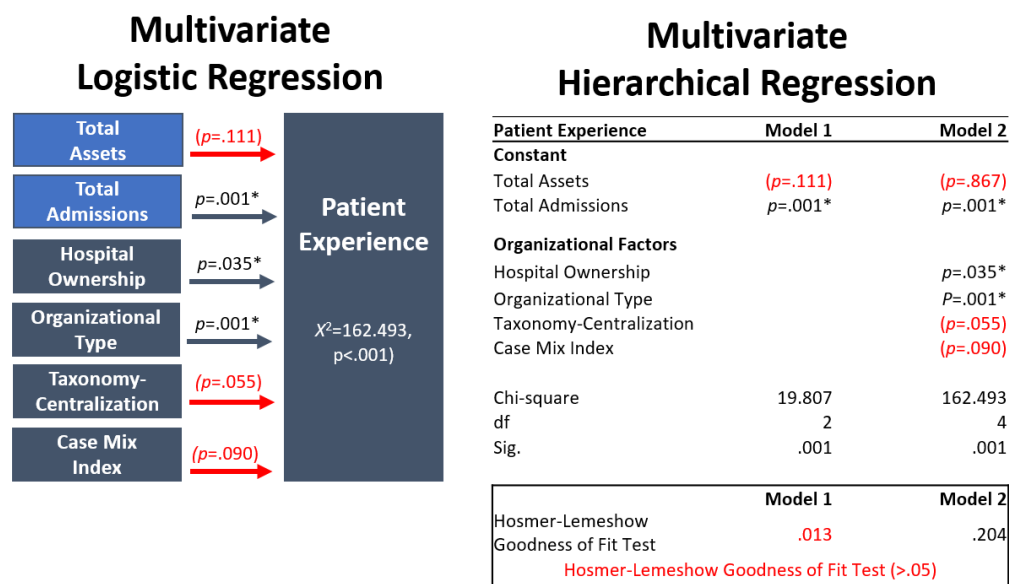 Multivariate
Logistic Regression
Total
Assets
(p=.111)
Total
Admissions
p=.001*
Hospital
Ownership
p=.035*
Organizational
Type
p=.001*
Taxonomy-
Centralization
(p=.055)
Case Mix
Index
(p=.090)
Patient
Experience
X²=162.493,
p<.001)
Multivariate
Hierarchical Regression
Patient Experience Model 1 Model 2
Constant
Total Assets (p=.111) (p=.867)
Total Admissions p=.001* p=.001*
Organizational Factors
Hospital Ownership p=.035*
Organizational Type P=.001*
Taxonomy-Centralization (p=.055)
Case Mix Index (p=.090)
Chi-square 19.807 162.493
df 2 4
Sig. .001 .001
Model 1 Model 2
Hosmer-Lemeshow
Goodness of Fit Test .013 .204
Hosmer-Lemeshow Goodness of Fit Test (>.05)